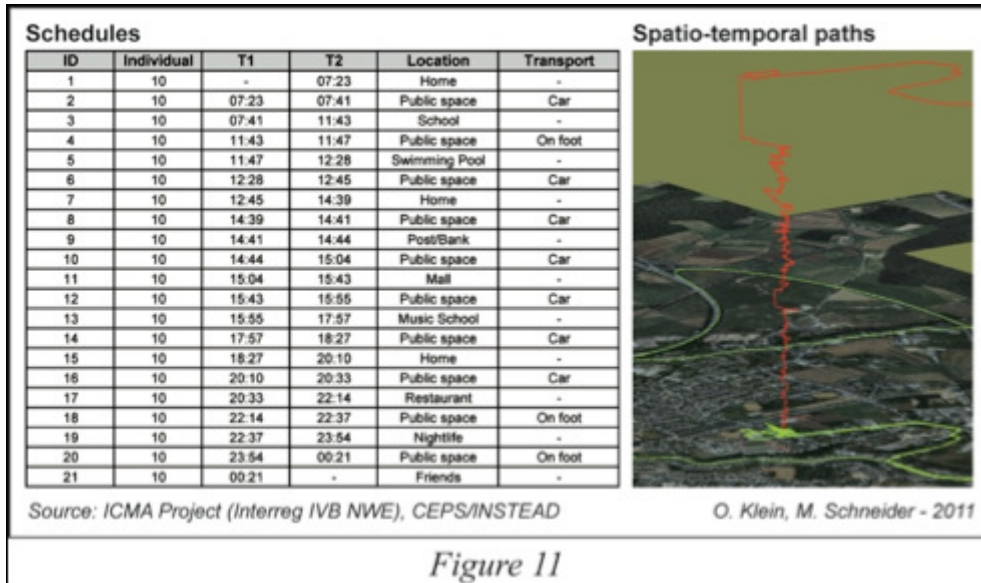 Schedules
Spatio-temporal paths
ID Individual T1 T2 Location Transport
1 10 - 07:23 Home -
2 10 07:23 07:41 Public space Car
3 10 07:41 11:43 School -
4 10 11:43 11:47 Public space On foot
5 10 11:47 12:28 Swimming Pool -
6 10 12:28 12:45 Public space Car
7 10 12:45 14:39 Home -
8 10 14:39 14:41 Public space Car
9 10 14:41 14:44 Post/Bank -
10 10 14:44 15:04 Public space Car
11 10 15:04 15:43 Mall -
12 10 15:43 15:55 Public space Car
13 10 15:55 17:57 Music School -
14 10 17:57 18:27 Public space Car
15 10 18:27 20:10 Home -
16 10 20:10 20:33 Public space Car
17 10 20:33 22:14 Restaurant -
18 10 22:14 22:37 Public space On foot
19 10 22:37 23:54 Nightlife -
20 10 23:54 00:21 Public space On foot
21 10 00:21 - Friends -
Source: ICMA Project (Interreg IVB NWE), CEPS/INSTEAD
O. Klein, M. Schneider - 2011
Figure 11